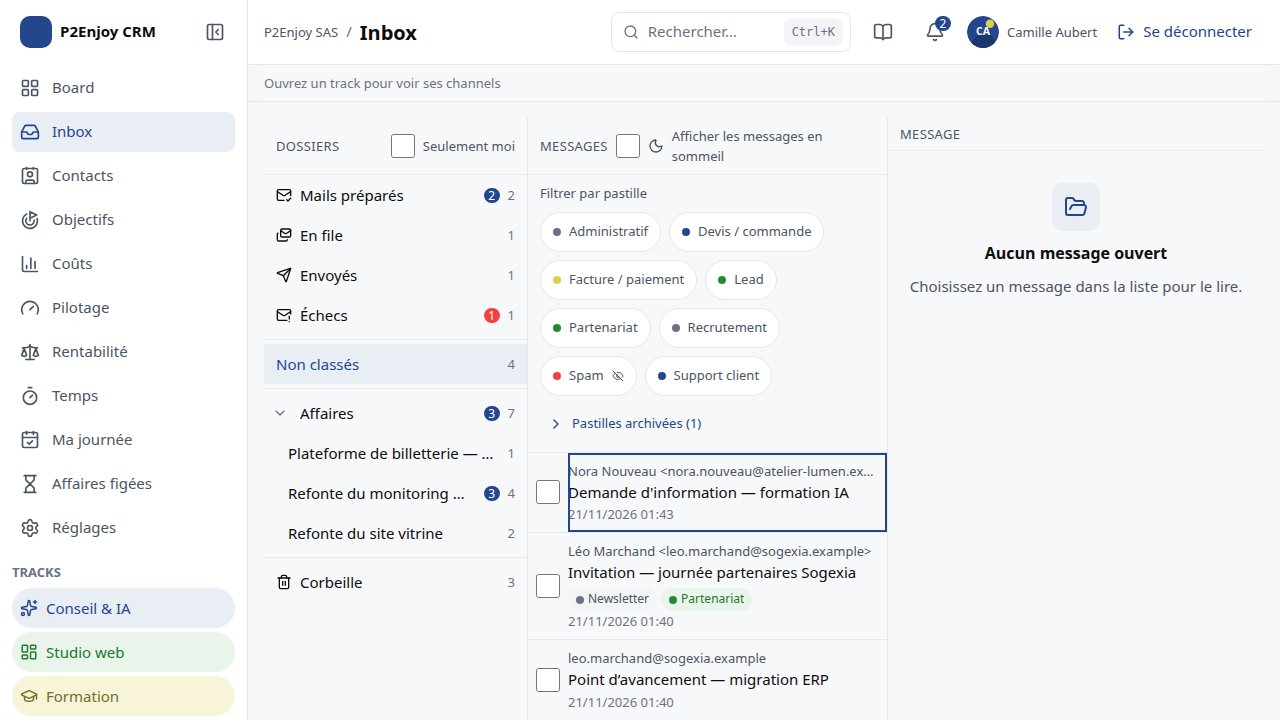 P2Enjoy CRM
Board
Inbox
Contacts
Objectifs
Coûts
Pilotage
Rentabilité
Temps
Ma journée
Affaires figées
Réglages
TRACKS
Conseil & IA
Studio web
Formation
P2Enjoy SAS / Inbox
Rechercher... Ctrl+K
2
CA Camille Aubert
Se déconnecter
Ouvrez un track pour voir ses channels
DOSSIERS Seulement moi
Mails préparés 2 2
En file 1
Envoyés 1
Échecs 1 1
Non classés 4
Affaires 3 7
Plateforme de billetterie — ... 1
Refonte du monitoring ... 3 4
Refonte du site vitrine 2
Corbeille 3
MESSAGES Afficher les messages en
sommeil
Filtrer par pastille
Administratif Devis / commande
Facture / paiement Lead
Partenariat Recrutement
Spam Support client
Pastilles archivées (1)
Nora Nouveau <nora.nouveau@atelier-lumen.ex...
Demande d'information — formation IA
21/11/2026 01:43
Léo Marchand <leo.marchand@sogexia.example>
Invitation — journée partenaires Sogexia
Newsletter Partenariat
21/11/2026 01:40
leo.marchand@sogexia.example
Point d’avancement — migration ERP
21/11/2026 01:40
MESSAGE
Aucun message ouvert
Choisissez un message dans la liste pour le lire.